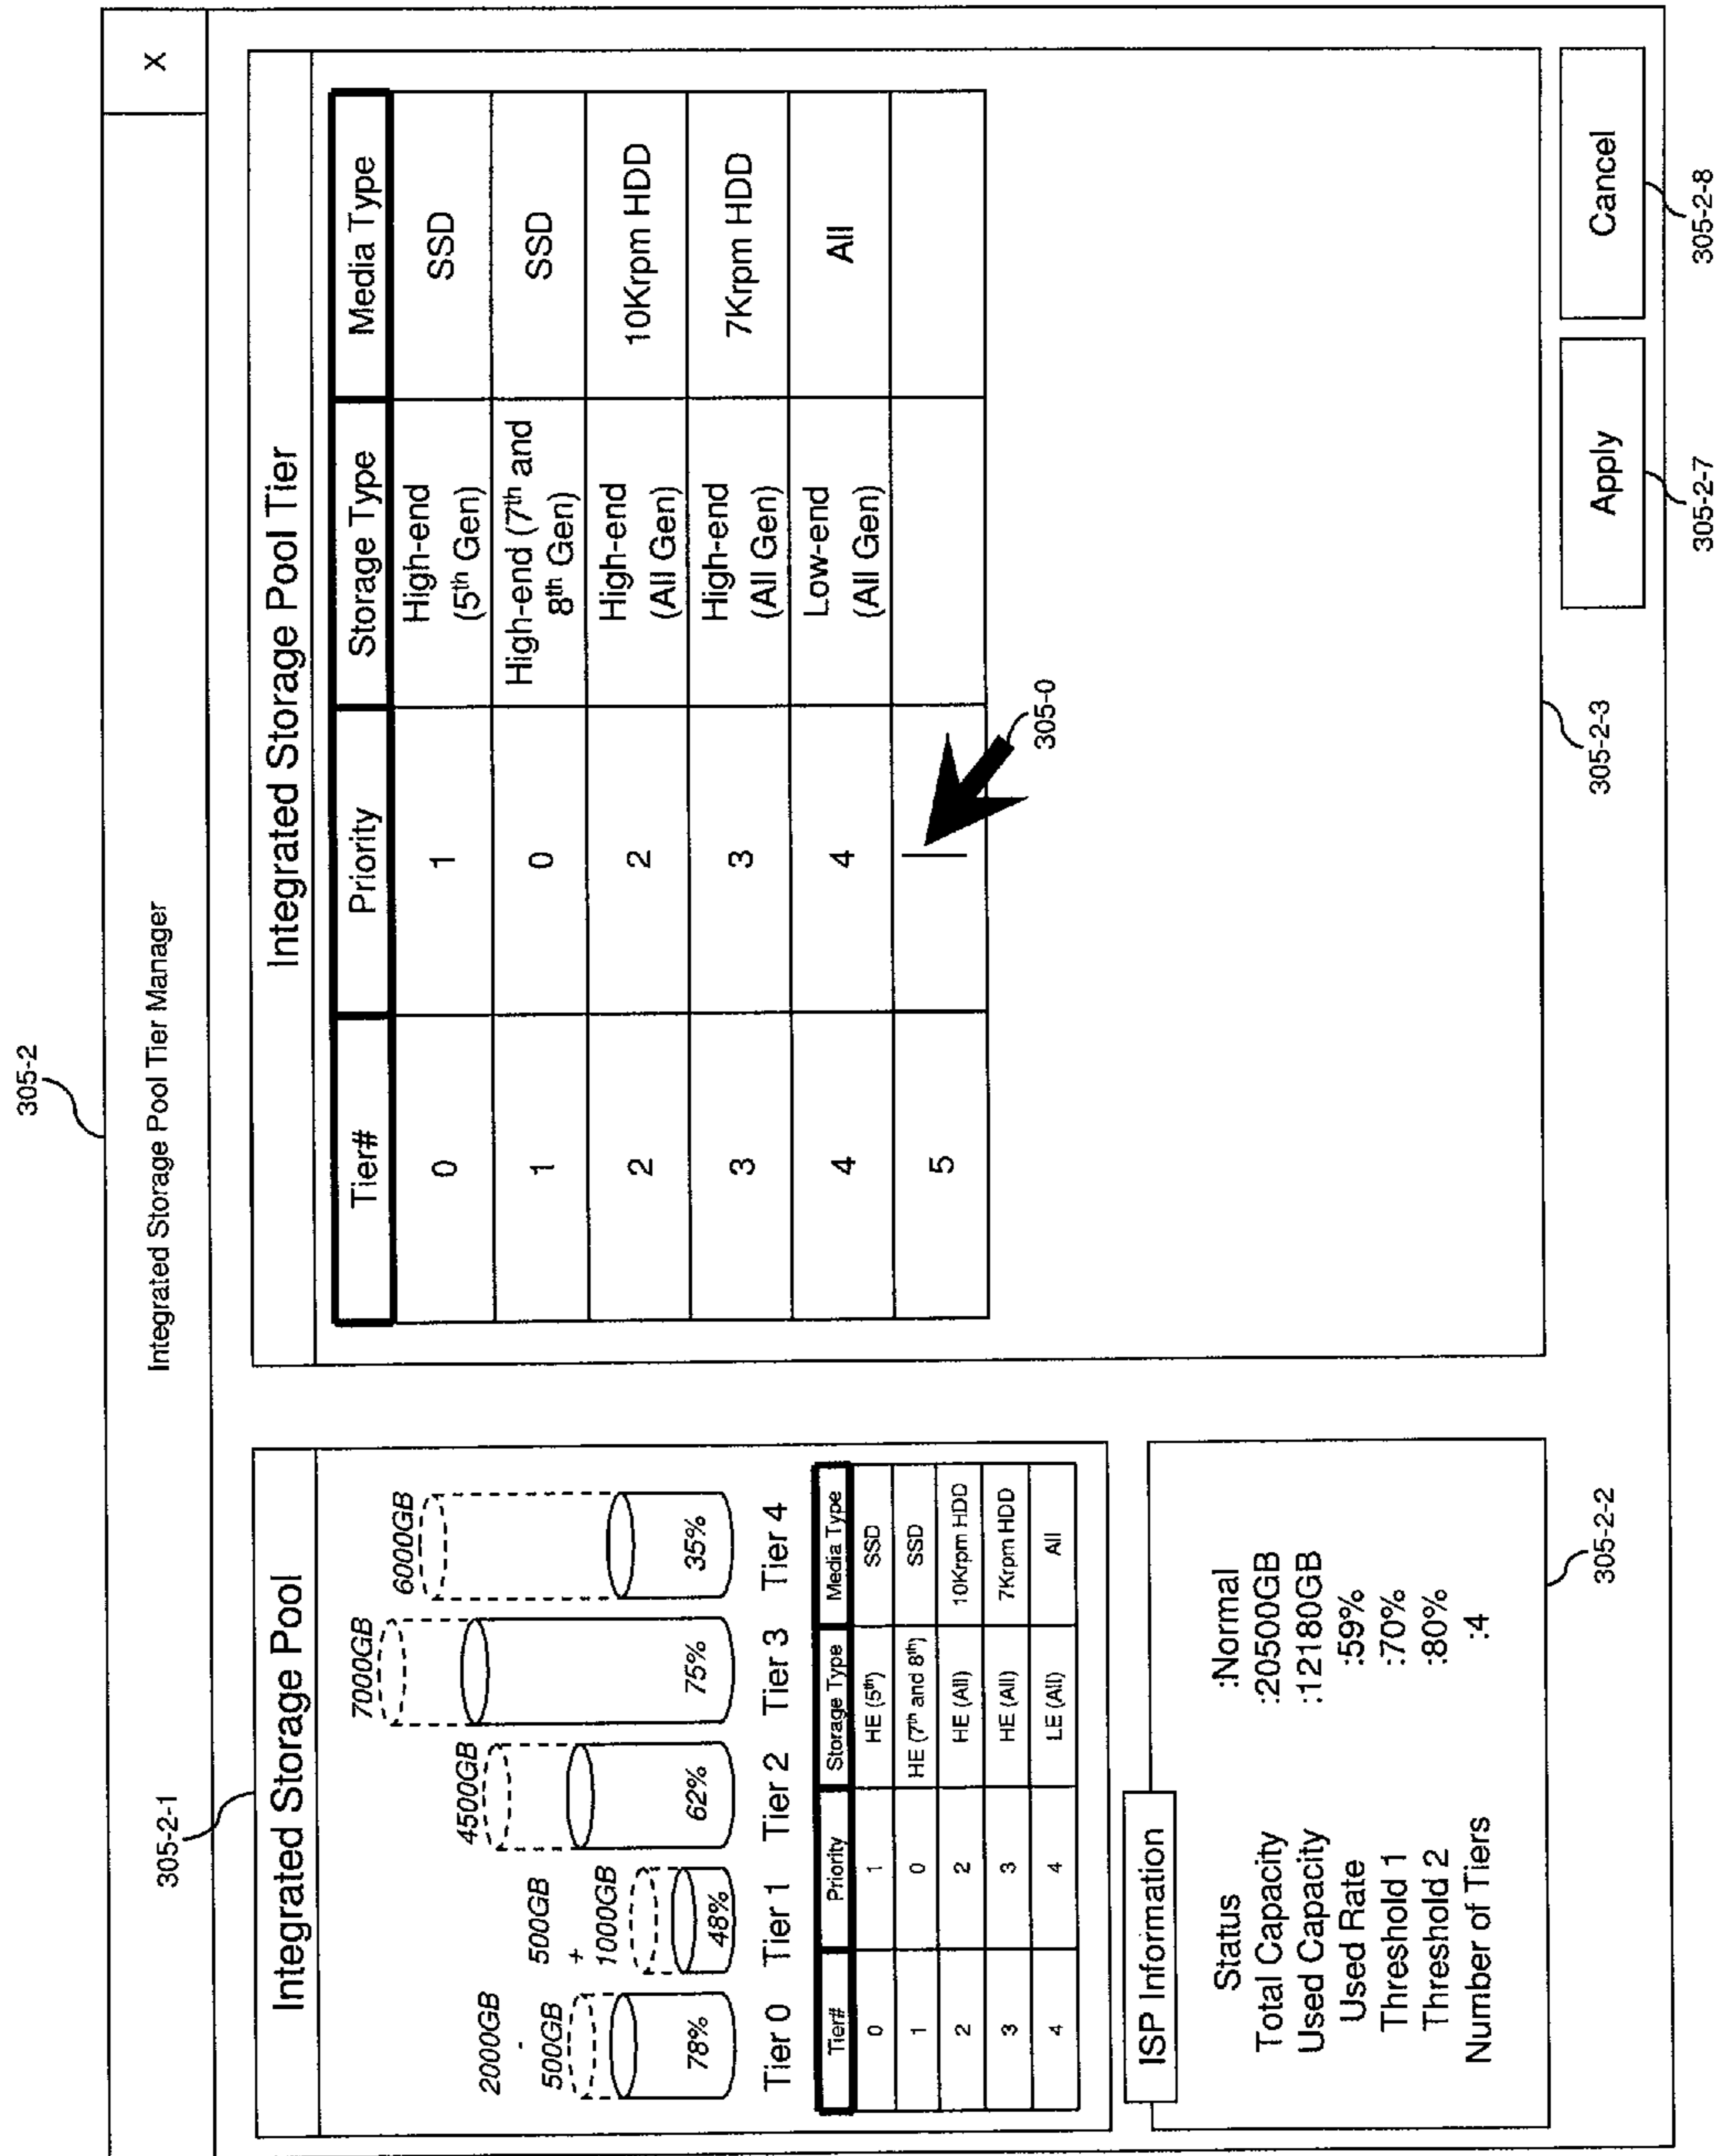 305-2
Integrated Storage Pool Tier Manager
X
305-2-1
Integrated Storage Pool
2000GB
-
500GB
500GB
+
1000GB
4500GB
7000GB
6000GB
78%
48%
62%
75%
35%
Tier 0 Tier 1 Tier 2 Tier 3 Tier 4
Tier# Priority Storage Type Media Type
0 1 HE (5th) SSD
1 0 HE (7th and 8th) SSD
2 2 HE (All) 10Krpm HDD
3 3 HE (All) 7Krpm HDD
4 4 LE (All) All
ISP Information
Status :Normal
Total Capacity :20500GB
Used Capacity :12180GB
Used Rate :59%
Threshold 1 :70%
Threshold 2 :80%
Number of Tiers :4
305-2-2
Integrated Storage Pool Tier
Tier# Priority Storage Type Media Type
0 1 High-end (5th Gen) SSD
1 0 High-end (7th and 8th Gen) SSD
2 2 High-end (All Gen) 10Krpm HDD
3 3 High-end (All Gen) 7Krpm HDD
4 4 Low-end (All Gen) All
5
305-0
305-2-3
Apply
Cancel
305-2-7
305-2-8